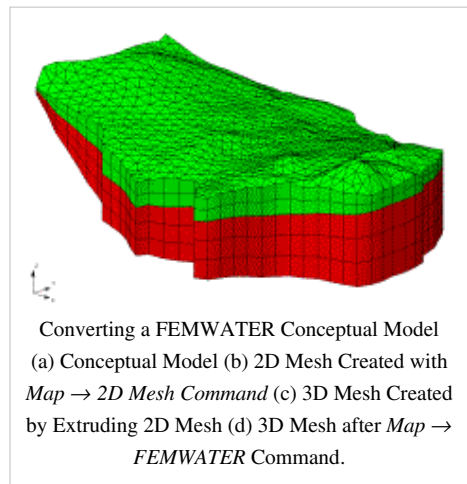 Converting a FEMWATER Conceptual Model
(a) Conceptual Model (b) 2D Mesh Created with
Map → 2D Mesh Command (c) 3D Mesh Created
by Extruding 2D Mesh (d) 3D Mesh after Map →
FEMWATER Command.